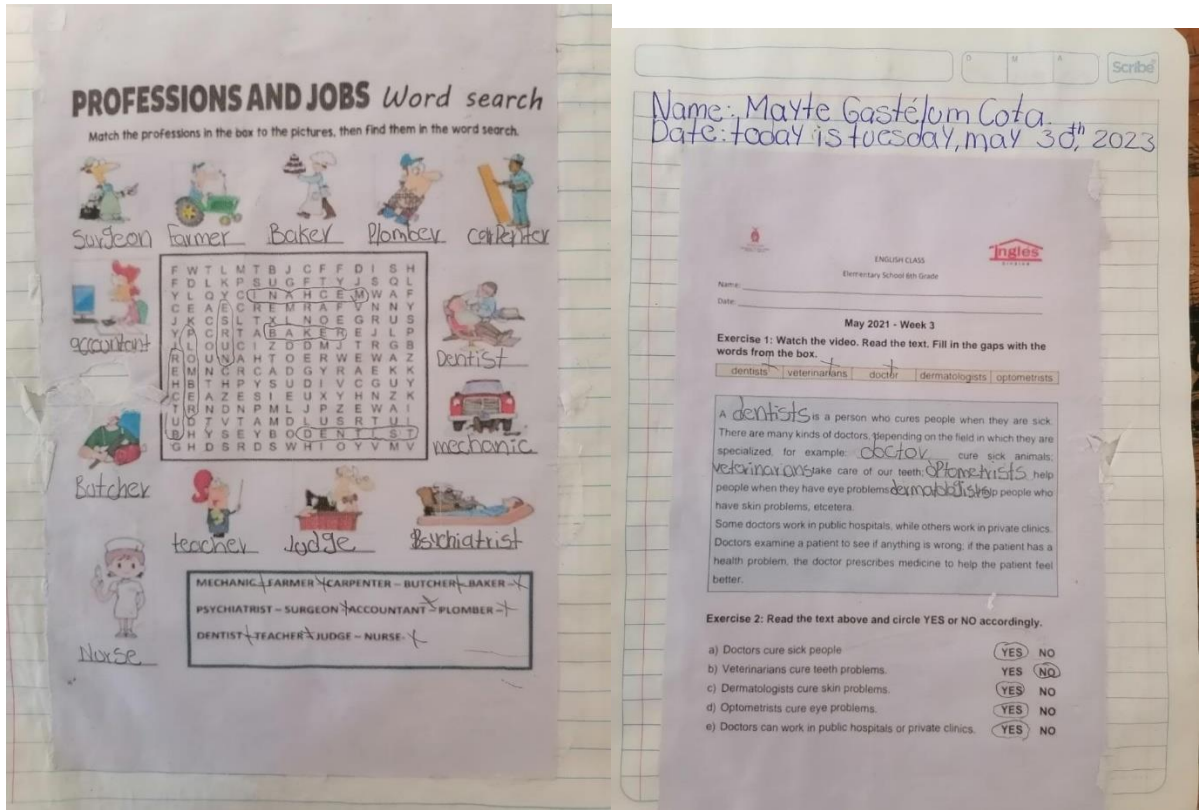 PROFESSIONS AND JOBS Word search
Match the professions in the box to the pictures, then find them in the word search.
Surgeon farmer Baker Plomber carpenter
accountant
Dentist
Butcher
mechanic
teacher Judge Psychiatrist
Nurse
F W T L M T B J C F F D I S H
F D L K P S U G F T Y J S Q L
Y L Q Y C I N A H C E M W A F
C E A E C R E M R A F V N N Y
J K C S L T X L N O E G R U S
Y P C R T A B A K E R E J L P
J L O U C I Z D D M J T R G B
R O U N A H T O E R W E W A Z
E M N C R C A D G Y R A E K K
H B T H P Y S U D I V C G U Y
C E A Z E S I E U X Y H N Z K
T R N D N P M L J P Z E W A I
U D T V T A M D L U S R T U I
B H Y S E Y B O D E N T I S T
G H D S R D S W H T O Y V M V
MECHANIC-FARMER-CARPENTER – BUTCHER-BAKER –
PSYCHIATRIST – SURGEON-ACCOUNTANT – PLOMBER –
DENTIST-TEACHER-JUDGE – NURSE-
Scribe
Name: Mayte Gastélum Cota.
Date: today is tuesday, may 30th, 2023
Inglés
ENGLISH CLASS
Elementary School 6th Grade
Name:
Date:
May 2021 - Week 3
Exercise 1: Watch the video. Read the text. Fill in the gaps with the
words from the box.
dentists veterinarians doctor dermatologists optometrists
A dentists is a person who cures people when they are sick.
There are many kinds of doctors, depending on the field in which they are
specialized, for example: doctor cure sick animals;
veterinarians take care of our teeth; optometrists help
people when they have eye problems dermatologists help people who
have skin problems, etcetera.
Some doctors work in public hospitals, while others work in private clinics.
Doctors examine a patient to see if anything is wrong; if the patient has a
health problem, the doctor prescribes medicine to help the patient feel
better.
Exercise 2: Read the text above and circle YES or NO accordingly.
a) Doctors cure sick people YES NO
b) Veterinarians cure teeth problems. YES NO
c) Dermatologists cure skin problems. YES NO
d) Optometrists cure eye problems. YES NO
e) Doctors can work in public hospitals or private clinics. YES NO